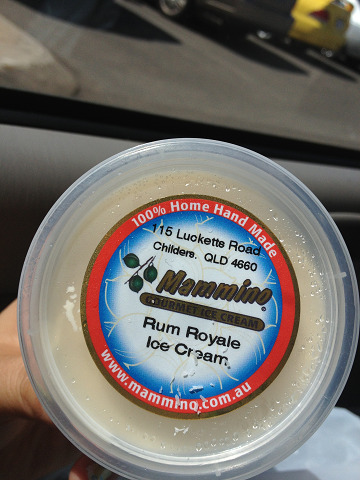 100% Home Hand Made
115 Lucketts Road
Childers. QLD 4660
Mammino®
GOURMET ICE CREAM
Rum Royale
Ice Cream
www.mammino.com.au